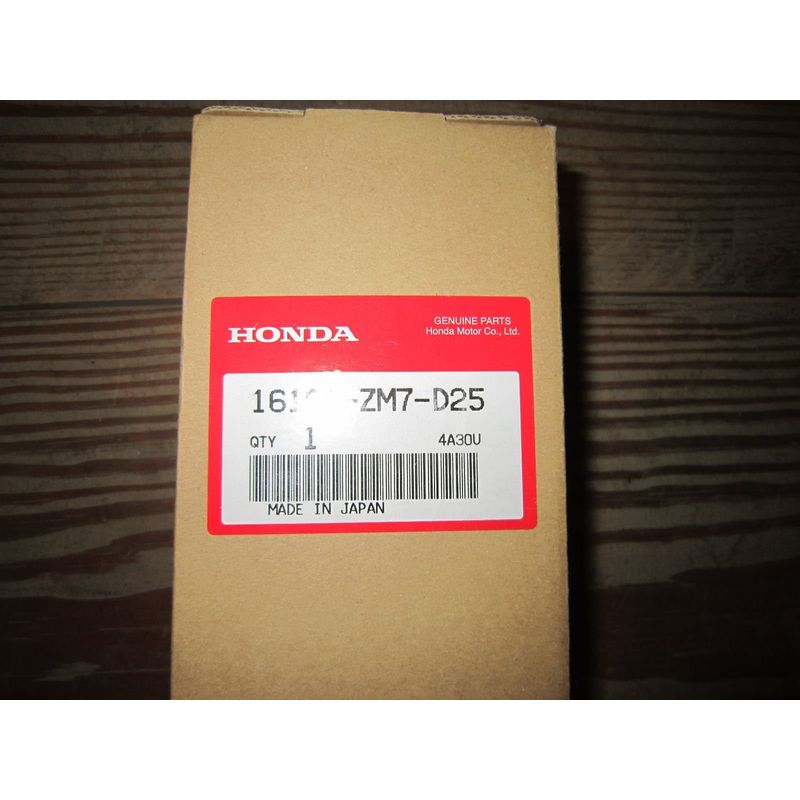 HONDA
GENUINE PARTS
Honda Motor Co., Ltd.
-ZM7-D25
QTY 1 4A30U
MADE IN JAPAN